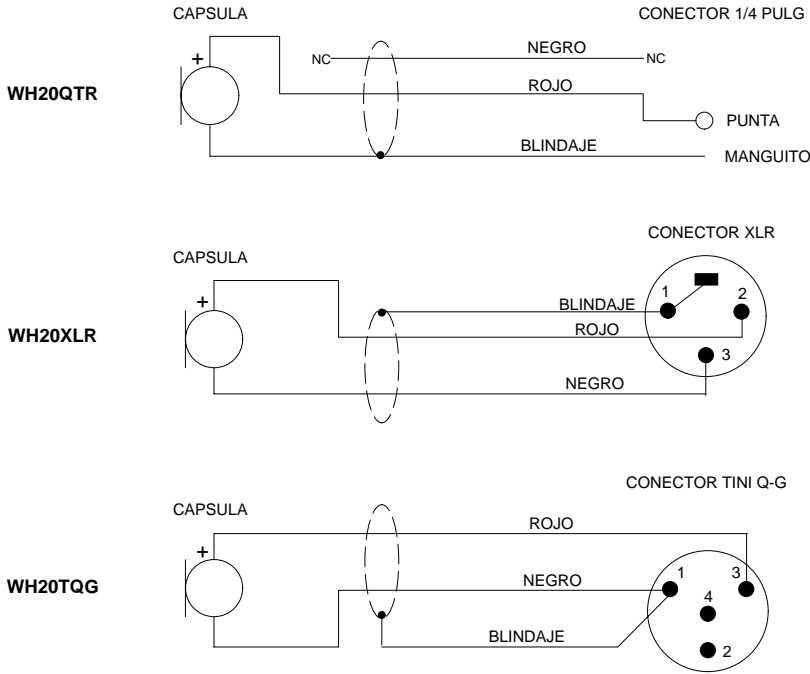 CAPSULA
CONECTOR 1/4 PULG
+
NC
NEGRO
NC
WH20QTR
ROJO
PUNTA
BLINDAJE
MANGUITO
CONECTOR XLR
CAPSULA
+
BLINDAJE
1
2
WH20XLR
ROJO
3
NEGRO
CONECTOR TINI Q-G
CAPSULA
ROJO
+
WH20TQG
NEGRO
1
3
4
BLINDAJE
2